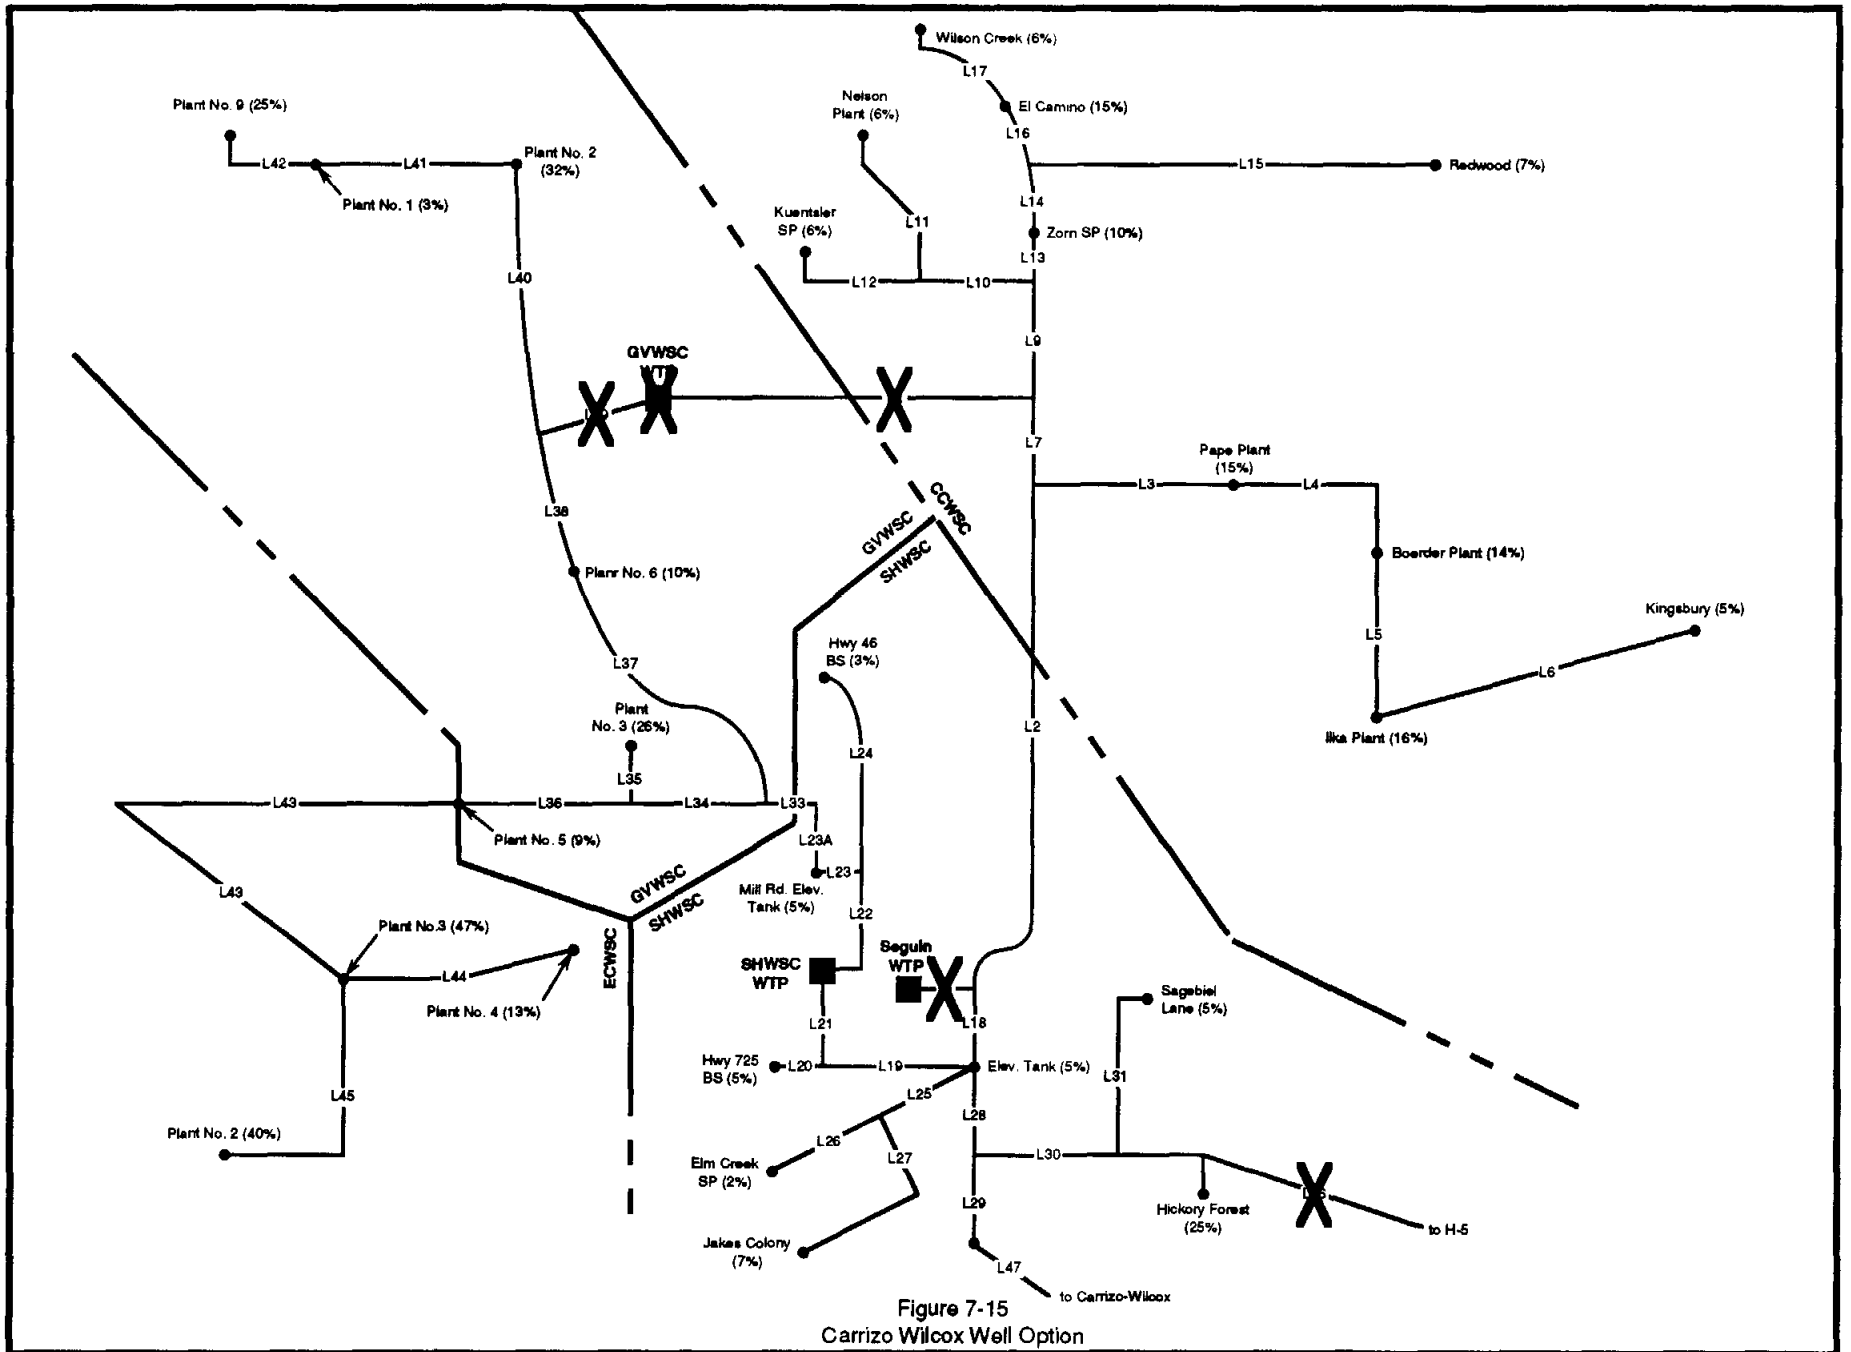 Wilson Creek (6%)
L17
Plant No. 9 (25%)
Nelson
Plant (6%)
El Camino (15%)
L16
L42
L41
Plant No. 2
(32%)
L15
Redwood (7%)
Plant No. 1 (3%)
L14
Kuentsler
SP (6%)
L11
Zorn SP (10%)
L13
L40
L12
L10
L9
GVWSC
WTP
L7
Pape Plant
(15%)
L3
L4
L38
CCWSC
GVWSC
SHWSC
Boerder Plant (14%)
Planr No. 6 (10%)
Kingsbury (5%)
L5
Hwy 46
BS (3%)
L37
L6
Plant
No. 3 (26%)
L2
Ilka Plant (16%)
L24
L35
L43
L36
L34
L33
Plant No. 5 (9%)
L23A
L23
GVWSC
SHWSC
L43
Mill Rd. Elev.
Tank (5%)
L22
Plant No.3 (47%)
ECWSC
Seguin
WTP
SHWSC
WTP
L44
Plant No. 4 (13%)
Sagebiel
Lane (5%)
L21
L18
Hwy 725
BS (5%)
L20
L19
Elev. Tank (5%)
L31
L45
L25
L28
Plant No. 2 (40%)
L26
L30
Elm Creek
SP (2%)
L27
L29
Hickory Forest
(25%)
to H-5
Jakes Colony
(7%)
L47
to Carrizo-Wilcox
Figure 7-15
Carrizo Wilcox Well Option